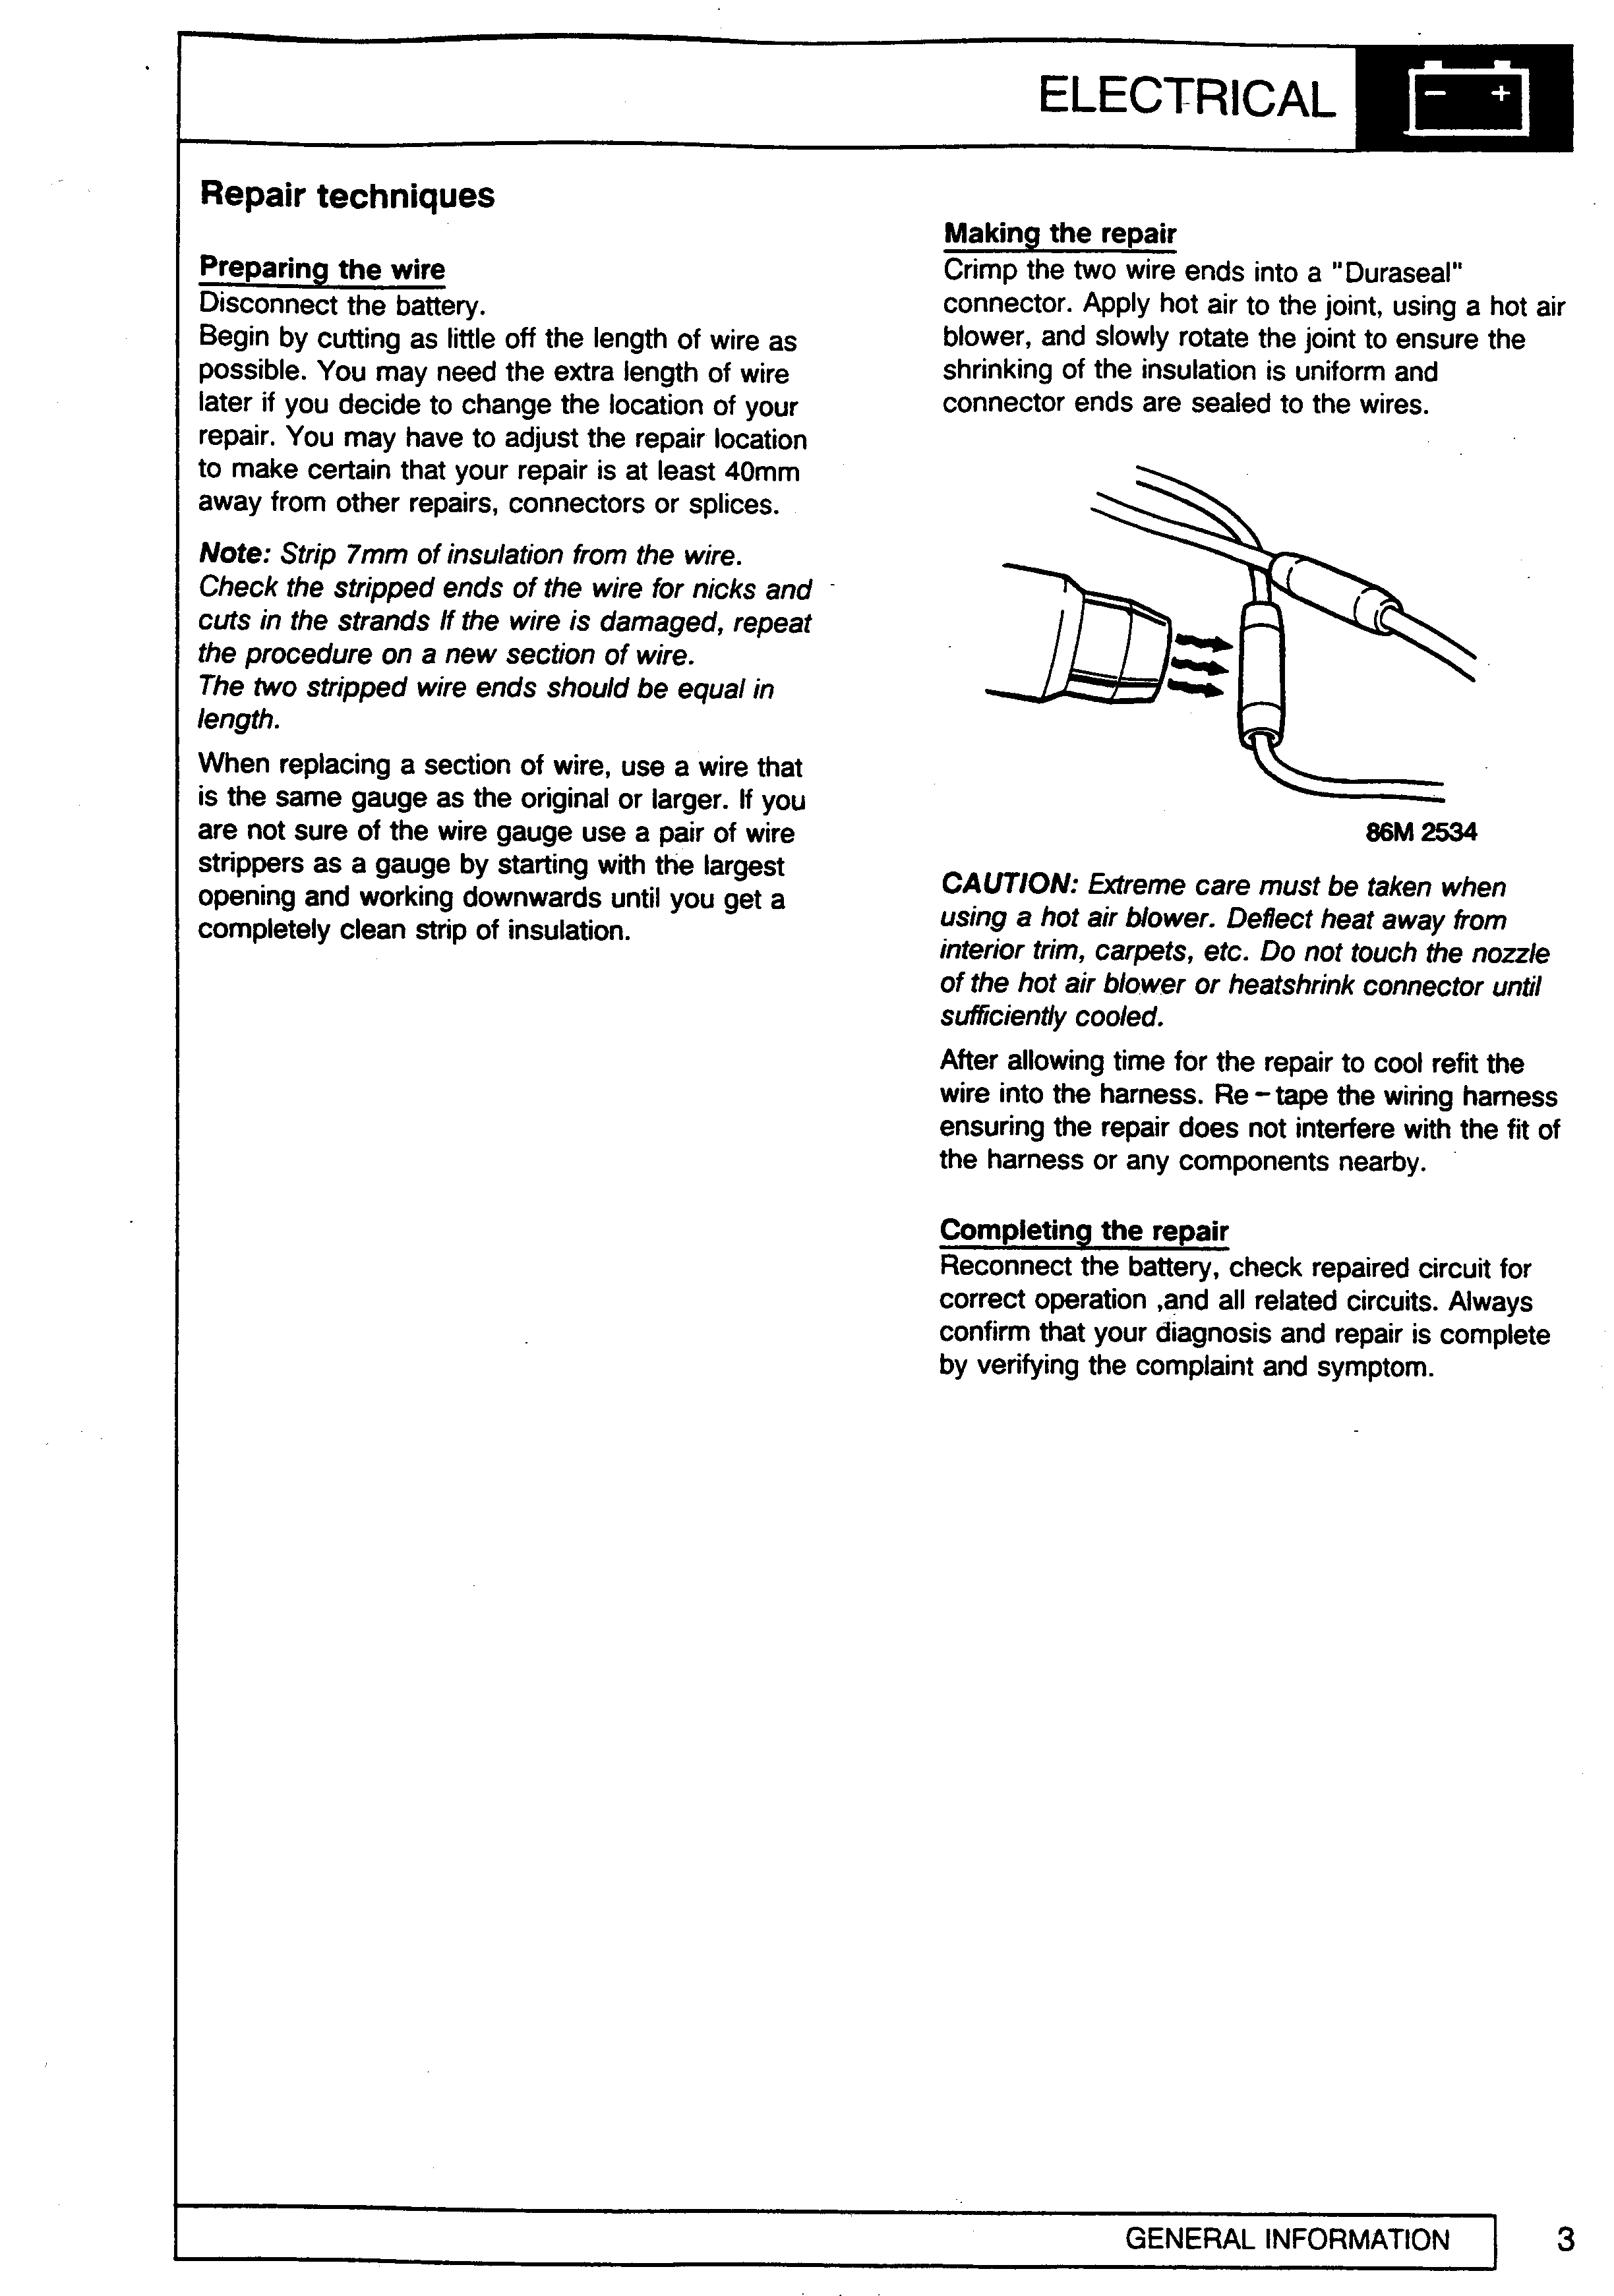 ELECTRICAL
- +
Repair techniques
Preparing the wire
Disconnect the battery.
Begin by cutting as little off the length of wire as
possible. You may need the extra length of wire
later if you decide to change the location of your
repair. You may have to adjust the repair location
to make certain that your repair is at least 40mm
away from other repairs, connectors or splices.
Note: Strip 7mm of insulation from the wire.
Check the stripped ends of the wire for nicks and
cuts in the strands If the wire is damaged, repeat
the procedure on a new section of wire.
The two stripped wire ends should be equal in
length.
When replacing a section of wire, use a wire that
is the same gauge as the original or larger. If you
are not sure of the wire gauge use a pair of wire
strippers as a gauge by starting with the largest
opening and working downwards until you get a
completely clean strip of insulation.
Making the repair
Crimp the two wire ends into a "Duraseal"
connector. Apply hot air to the joint, using a hot air
blower, and slowly rotate the joint to ensure the
shrinking of the insulation is uniform and
connector ends are sealed to the wires.
86M 2534
CAUTION: Extreme care must be taken when
using a hot air blower. Deflect heat away from
interior trim, carpets, etc. Do not touch the nozzle
of the hot air blower or heatshrink connector until
sufficiently cooled.
After allowing time for the repair to cool refit the
wire into the harness. Re-tape the wiring harness
ensuring the repair does not interfere with the fit of
the harness or any components nearby.
Completing the repair
Reconnect the battery, check repaired circuit for
correct operation ,and all related circuits. Always
confirm that your diagnosis and repair is complete
by verifying the complaint and symptom.
GENERAL INFORMATION
3